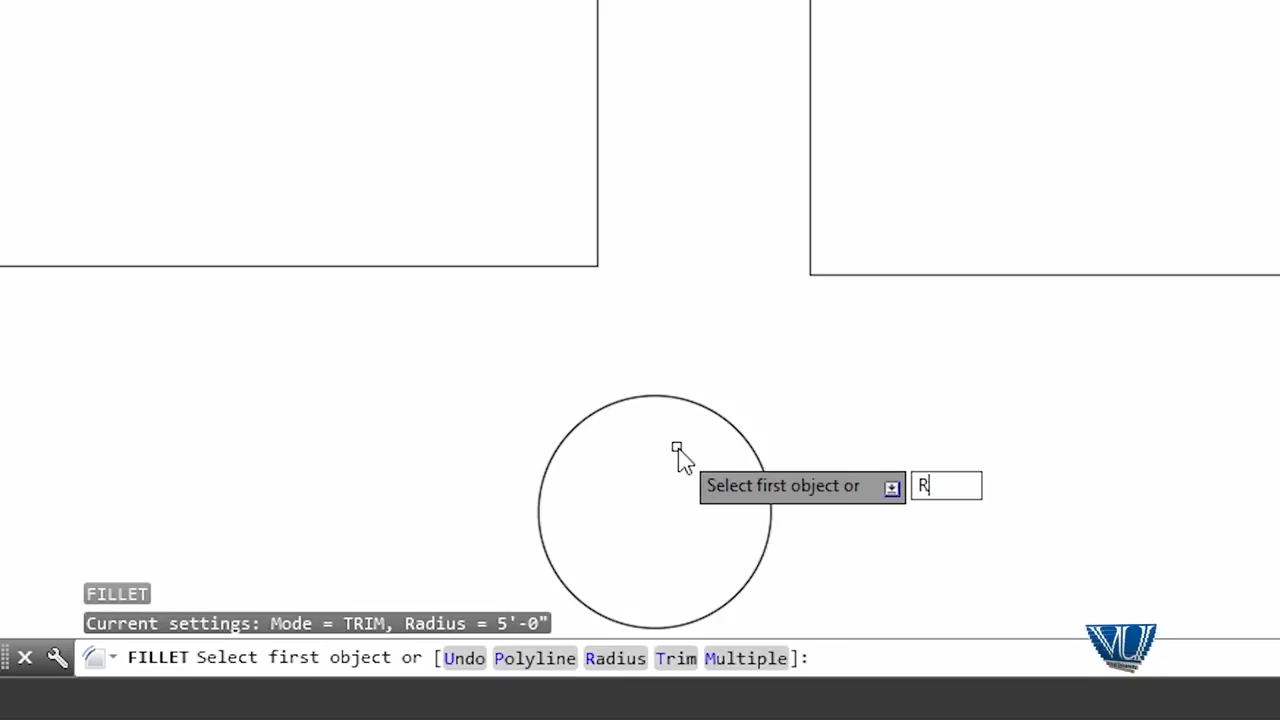 Select first object or R
FILLET
Current settings: Mode = TRIM, Radius = 5'-0"
FILLET Select first object or [Undo Polyline Radius Trim Multiple]:
VU